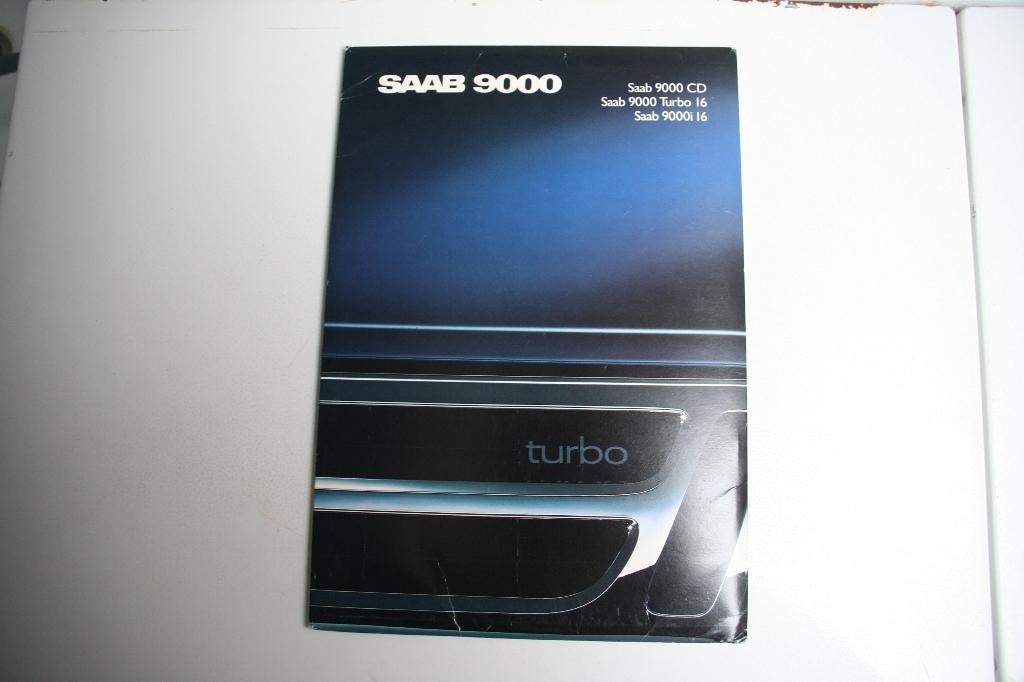 SAAB 9000
Saab 9000 CD
Saab 9000 Turbo 16
Saab 9000i 16
turbo